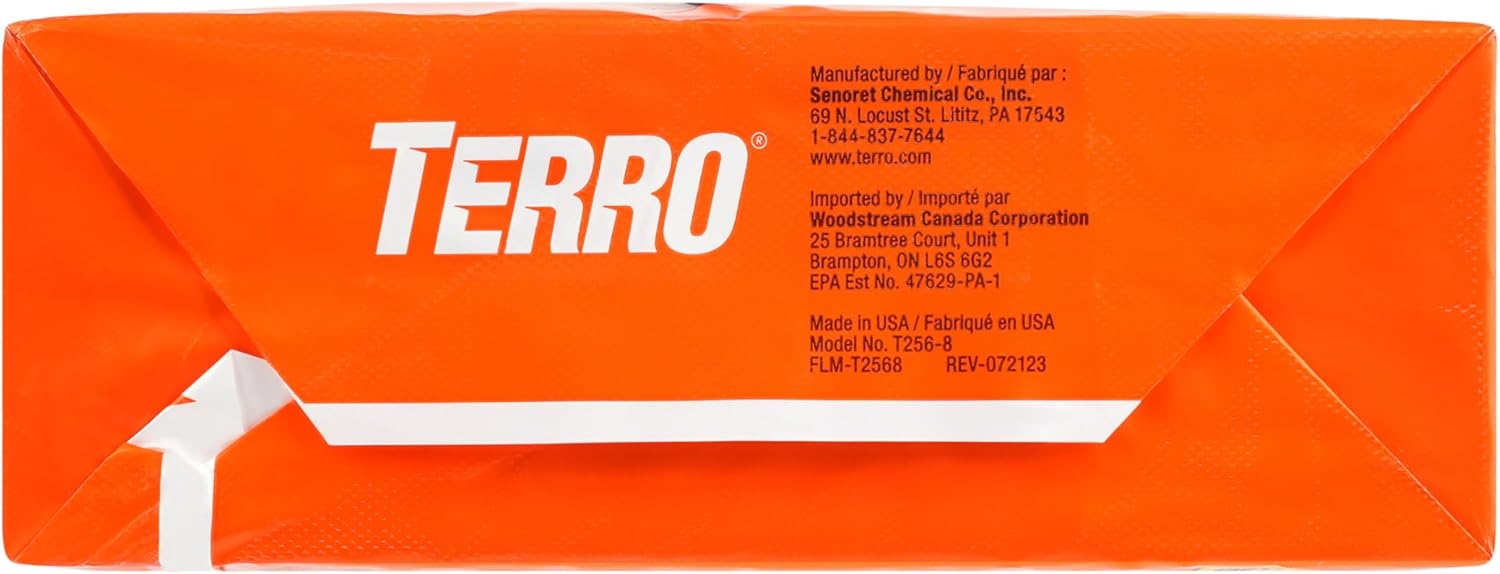 TERRO®
Manufactured by / Fabriqué par :
Senoret Chemical Co., Inc.
69 N. Locust St. Lititz, PA 17543
1-844-837-7644
www.terro.com
Imported by / Importé par
Woodstream Canada Corporation
25 Bramtree Court, Unit 1
Brampton, ON L6S 6G2
EPA Est No. 47629-PA-1
Made in USA / Fabriqué en USA
Model No. T256-8
FLM-T2568 REV-072123